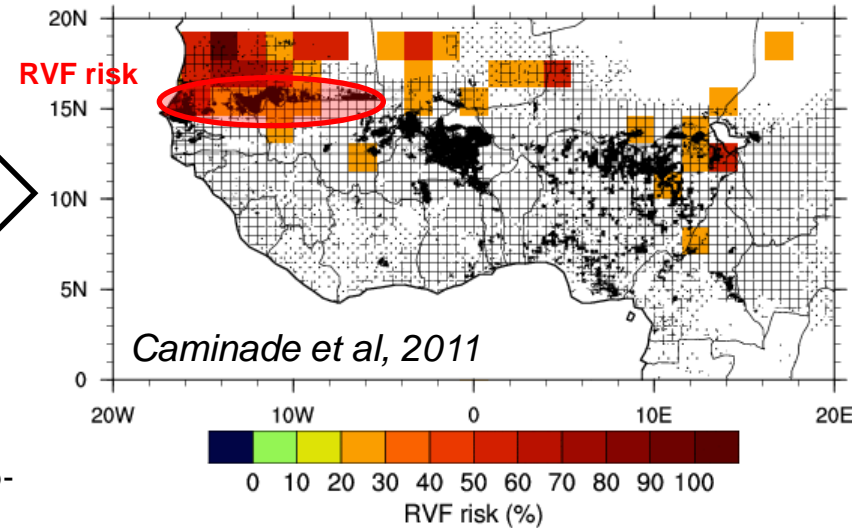 20N
RVF risk
15N
10N
5N
Caminade et al, 2011
0
20W 10W 0 10E 20E
0 10 20 30 40 50 60 70 80 90 100
RVF risk (%)